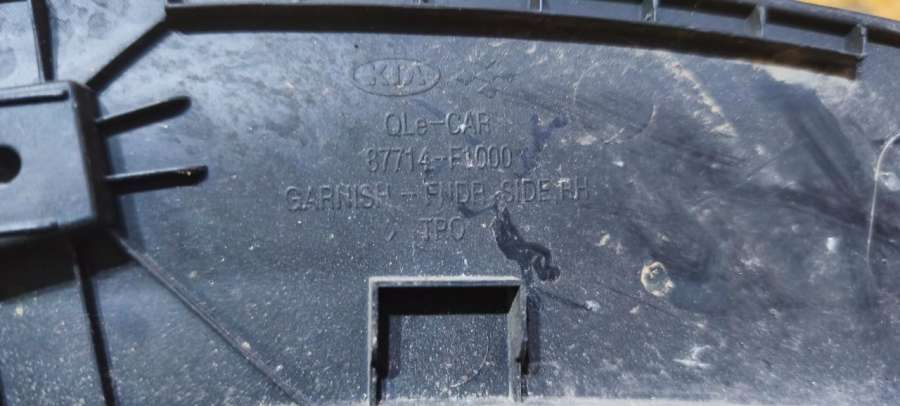 KIA
QLe-CAR
87714-F1000
GARNISH-FNDR SIDE,RH
TPO